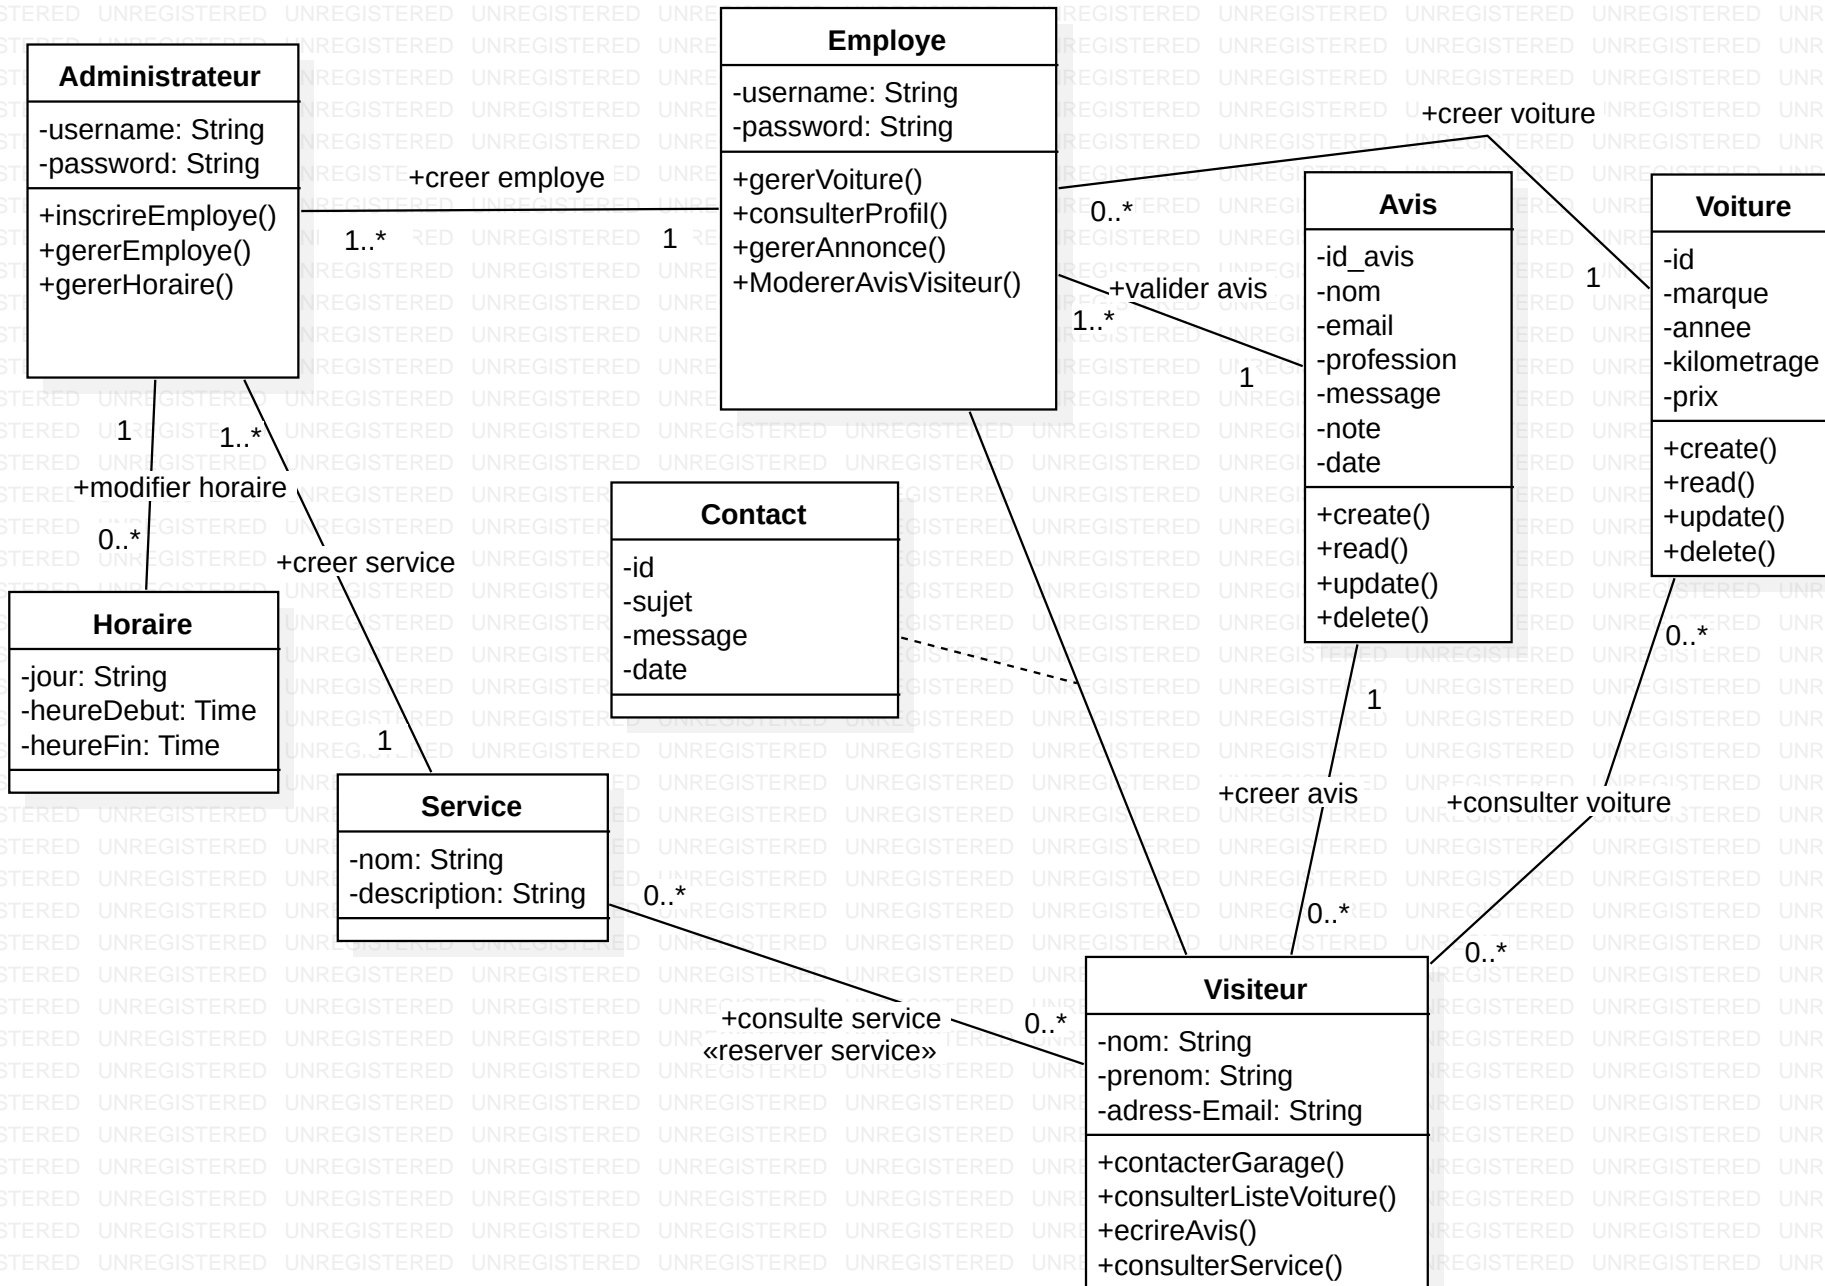 Administrateur
-username: String
-password: String
+inscrireEmploye()
+gererEmploye()
+gererHoraire()
+creer employe
1..*
1
Employe
-username: String
-password: String
+gererVoiture()
+consulterProfil()
+gererAnnonce()
+ModererAvisVisiteur()
+creer voiture
0..*
1
+valider avis
1..*
1
Avis
-id_avis
-nom
-email
-profession
-message
-note
-date
+create()
+read()
+update()
+delete()
Voiture
-id
-marque
-annee
-kilometrage
-prix
+create()
+read()
+update()
+delete()
1
+modifier horaire
0..*
1..*
+creer service
1
Horaire
-jour: String
-heureDebut: Time
-heureFin: Time
Contact
-id
-sujet
-message
-date
Service
-nom: String
-description: String
0..*
+consulte service
«reserver service»
0..*
1
+creer avis
0..*
0..*
+consulter voiture
0..*
Visiteur
-nom: String
-prenom: String
-adress-Email: String
+contacterGarage()
+consulterListeVoiture()
+ecrireAvis()
+consulterService()
UNREGISTERED